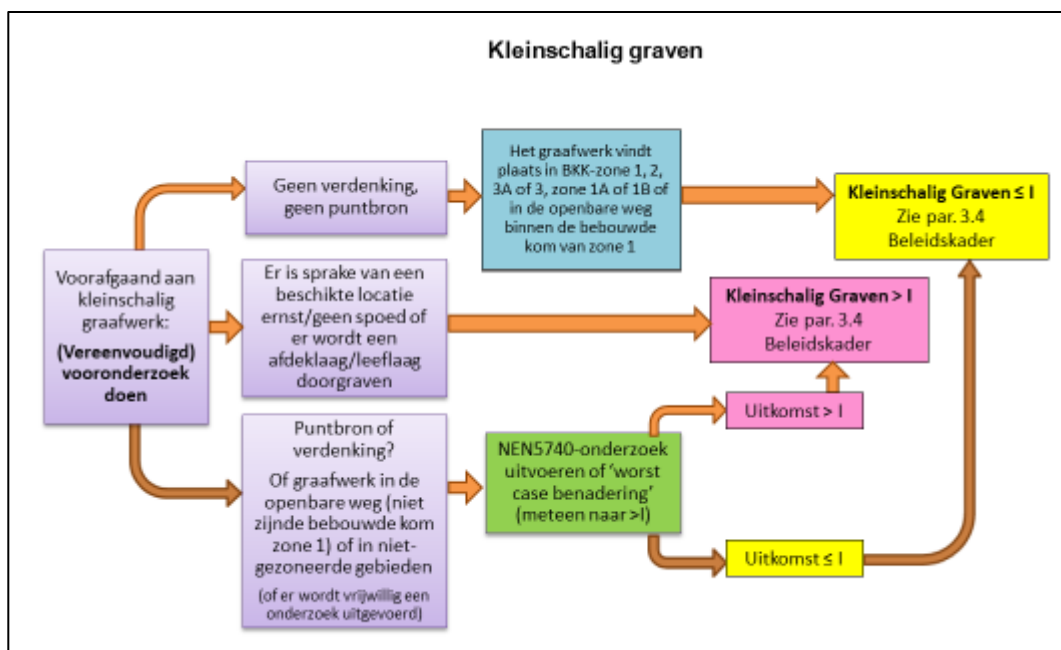 Kleinschalig graven
Voorafgaand aan
kleinschalig
graafwerk:
(Vereenvoudigd)
vooronderzoek
doen
Geen verdenking,
geen puntbron
Het graafwerk vindt
plaats in BKK-zone 1, 2,
3A of 3, zone 1A of 1B of
in de openbare weg
binnen de bebouwde
kom van zone 1
Kleinschalig Graven ≤ I
Zie par. 3.4
Beleidskader
Er is sprake van een
beschikte locatie
ernst/geen spoed of
er wordt een
afdeklaag/leeflaag
doorgraven
Kleinschalig Graven > I
Zie par. 3.4
Beleidskader
Puntbron of
verdenking?
Of graafwerk in de
openbare weg (niet
zijnde bebouwde kom
zone 1) of in niet-
gezoneerde gebieden
(of er wordt vrijwillig een
onderzoek uitgevoerd)
NEN5740-onderzoek
uitvoeren of ‘worst
case benadering’
(meteen naar >I)
Uitkomst > I
Uitkomst ≤ I